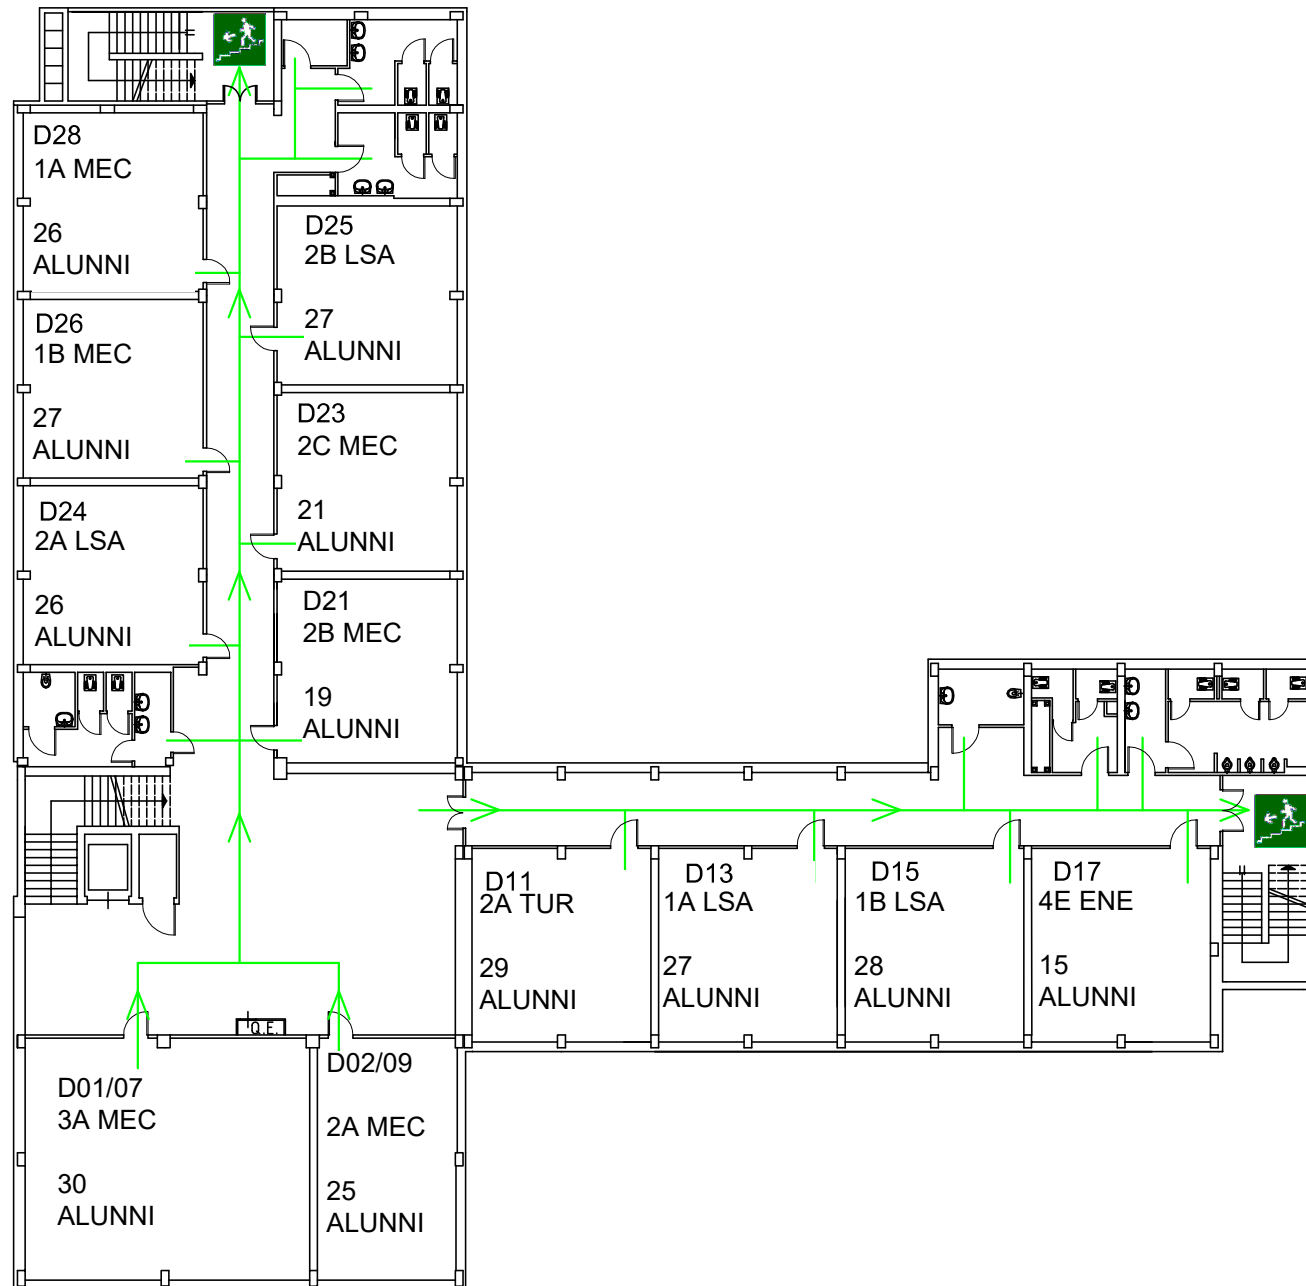 D28
1A MEC
26
ALUNNI
D25
2B LSA
27
ALUNNI
D26
1B MEC
27
ALUNNI
D23
2C MEC
21
ALUNNI
D24
2A LSA
26
ALUNNI
D21
2B MEC
19
ALUNNI
D11
2A TUR
29
ALUNNI
D13
1A LSA
27
ALUNNI
D15
1B LSA
28
ALUNNI
D17
4E ENE
15
ALUNNI
Q.E.
D01/07
3A MEC
30
ALUNNI
D02/09
2A MEC
25
ALUNNI